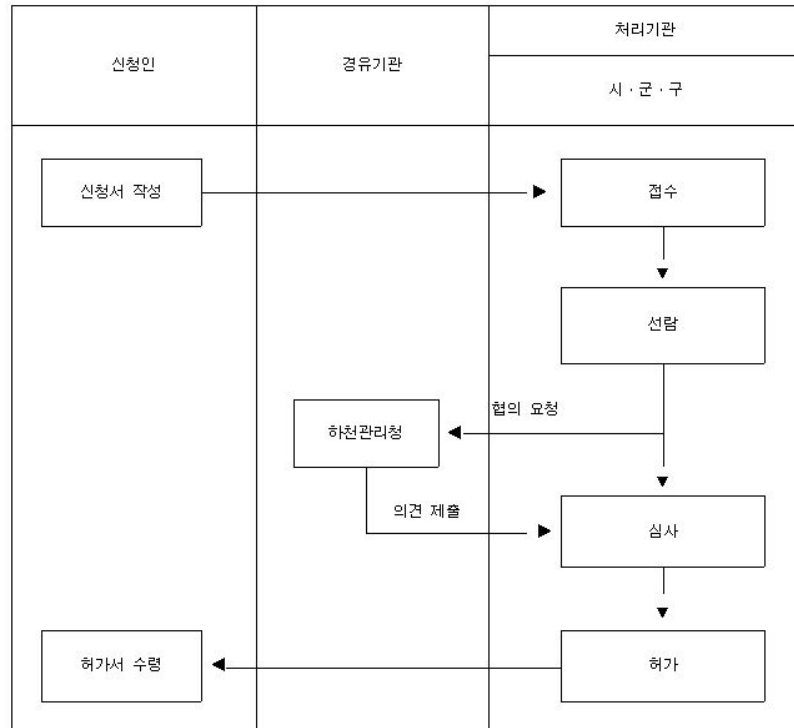 신청인
경유기관
처리기관
시·군·구
신청서 작성
접수
선람
협의 요청
하천관리청
의견 제출
심사
허가서 수령
허가